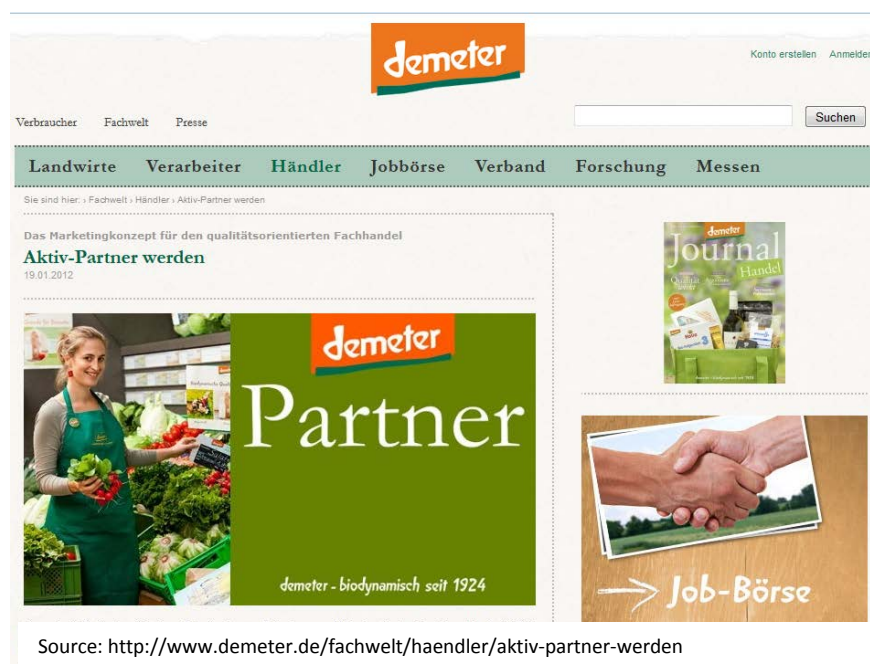 demeter
Konto erstellen Anmelden
Verbraucher Fachwelt Presse
Suchen
Landwirte Verarbeiter Händler Jobbörse Verband Forschung Messen
Sie sind hier: › Fachwelt › Händler › Aktiv-Partner werden
Das Marketingkonzept für den qualitätsorientierten Fachhandel
Aktiv-Partner werden
19.01.2012
demeter
Partner
demeter - biodynamisch seit 1924
demeter
Journal
Handel
Qualität
Job-Börse
Source: http://www.demeter.de/fachwelt/haendler/aktiv-partner-werden